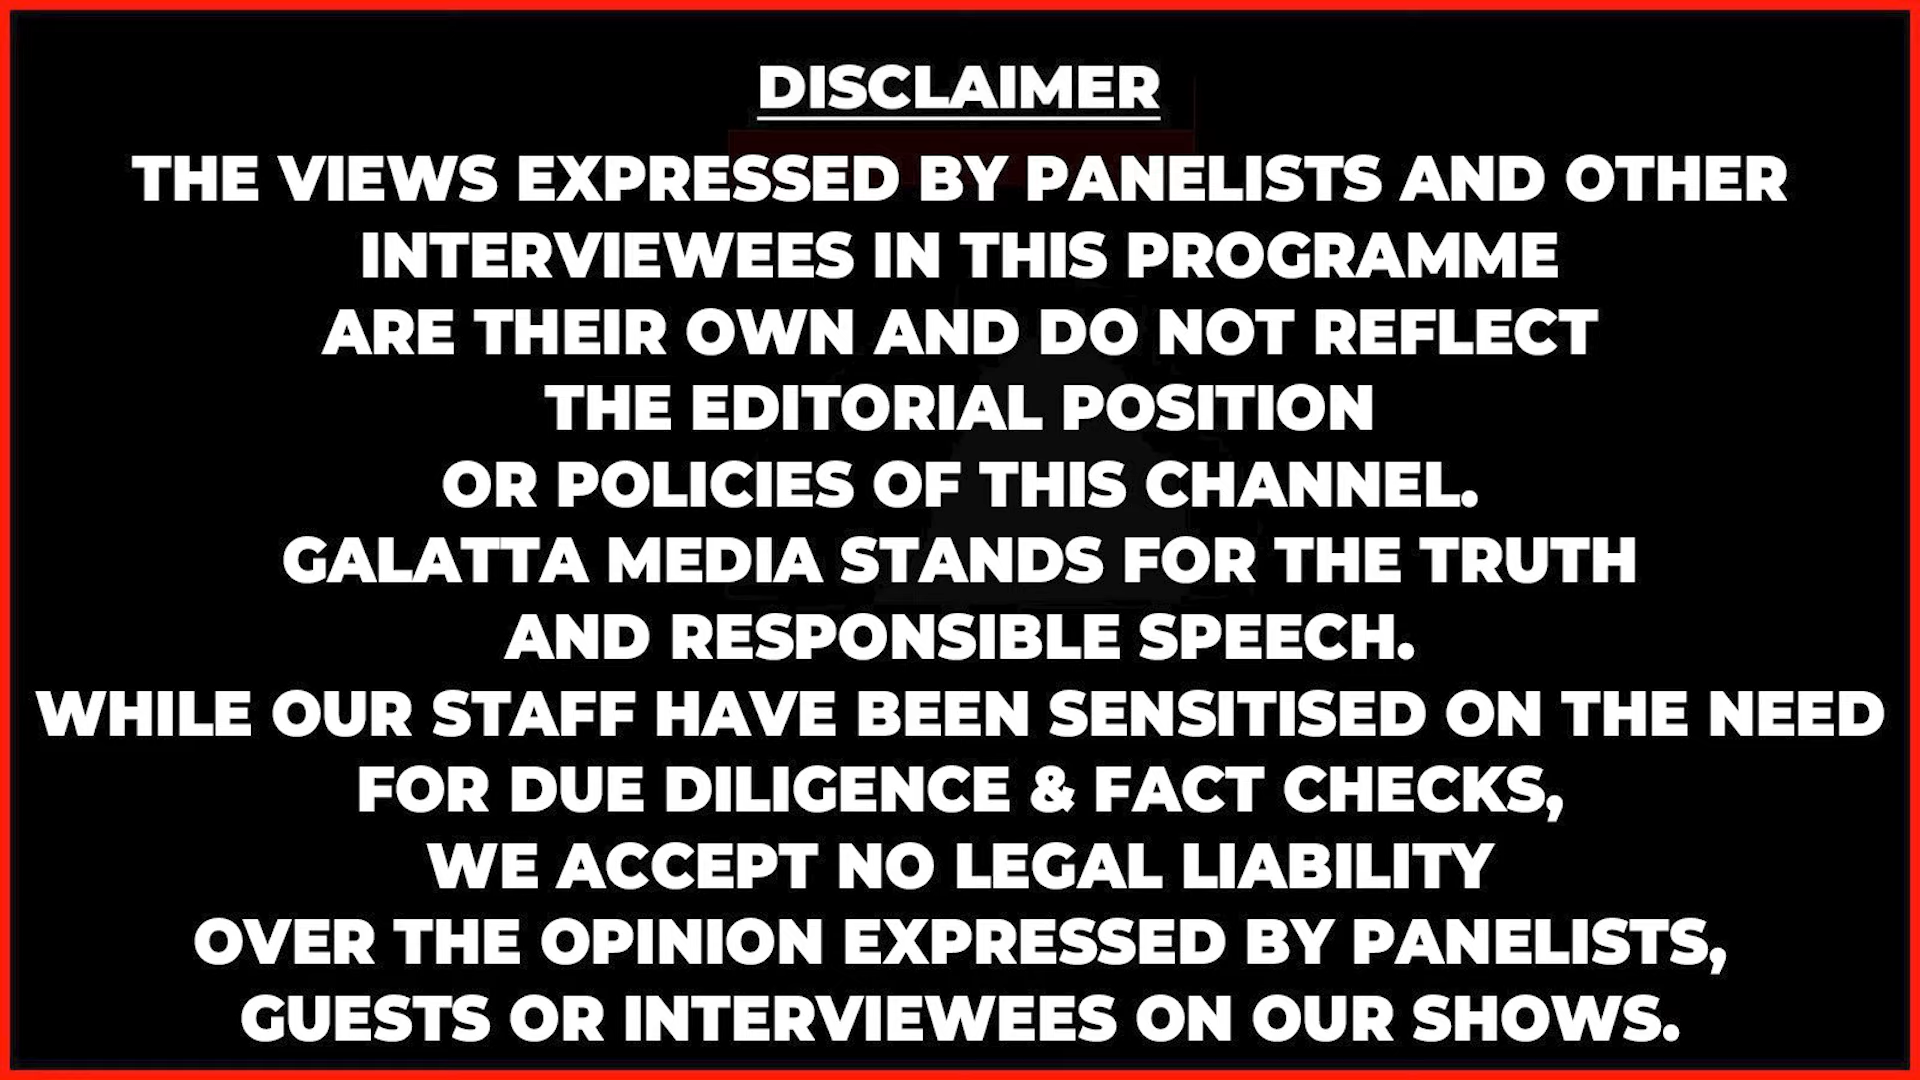 DISCLAIMER
THE VIEWS EXPRESSED BY PANELISTS AND OTHER
INTERVIEWEES IN THIS PROGRAMME
ARE THEIR OWN AND DO NOT REFLECT
THE EDITORIAL POSITION
OR POLICIES OF THIS CHANNEL.
GALATTA MEDIA STANDS FOR THE TRUTH
AND RESPONSIBLE SPEECH.
WHILE OUR STAFF HAVE BEEN SENSITISED ON THE NEED
FOR DUE DILIGENCE & FACT CHECKS,
WE ACCEPT NO LEGAL LIABILITY
OVER THE OPINION EXPRESSED BY PANELISTS,
GUESTS OR INTERVIEWEES ON OUR SHOWS.